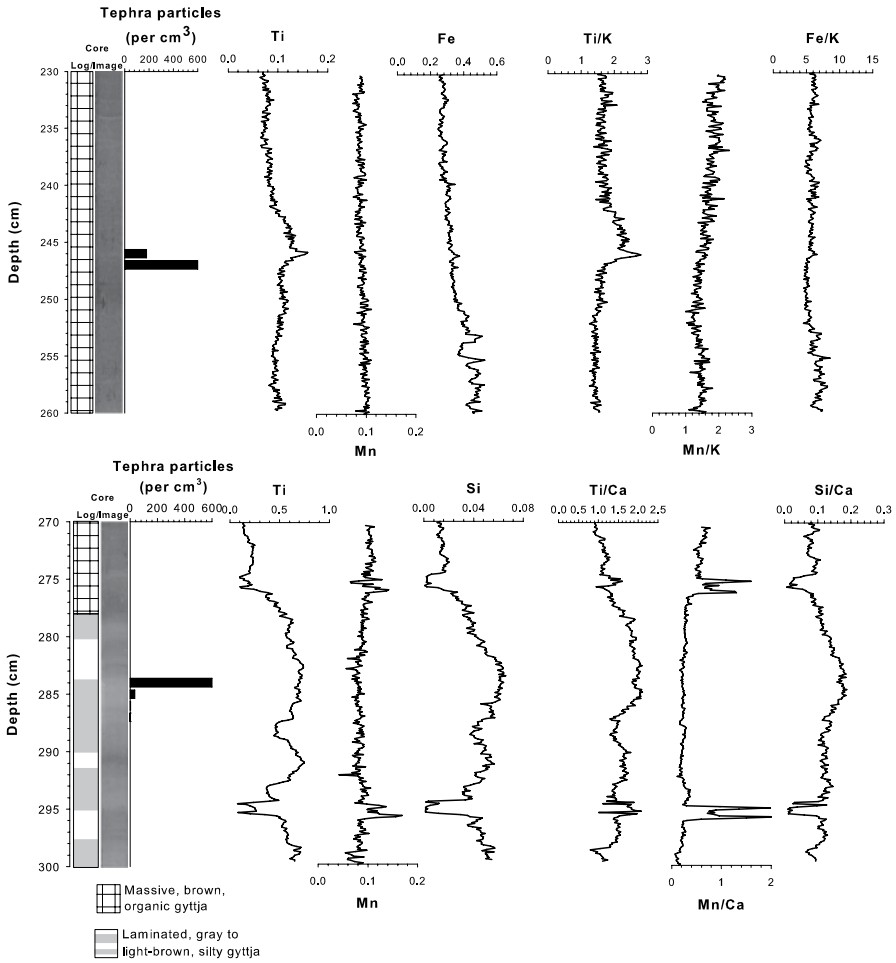 Tephra particles
(per cm3)
Core
Log/Image
0 200 400 600
Ti
0.0 0.1 0.2
Fe
0.0 0.2 0.4 0.6
Ti/K
0 1 2 3
Fe/K
0 5 10 15
Depth (cm)
230
235
240
245
250
255
260
0.0 0.1 0.2
Mn
0 1 2 3
Mn/K
Tephra particles
(per cm3)
Core
Log/Image
0 200 400 600
Ti
0.0 0.5 1.0
Si
0.00 0.04 0.08
Ti/Ca
0.0 0.5 1.0 1.5 2.0 2.5
Si/Ca
0.0 0.1 0.2 0.3
Depth (cm)
270
275
280
285
290
295
300
0.0 0.1 0.2
Mn
0 1 2
Mn/Ca
Massive, brown,
organic gyttja
Laminated, gray to
light-brown, silty gyttja